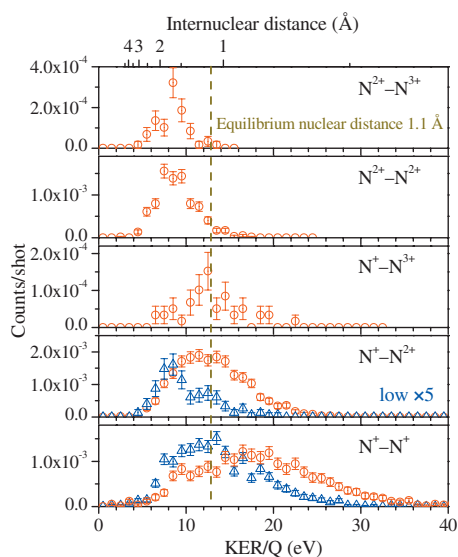 Internuclear distance (Å)
4 3 2 1
4.0x10⁻⁴
N²⁺–N³⁺
2.0x10⁻⁴
Equilibrium nuclear distance 1.1 Å
0.0
N²⁺–N²⁺
1.0x10⁻³
0.0
2.0x10⁻⁴
N⁺–N³⁺
1.0x10⁻⁴
0.0
Counts/shot
2.0x10⁻³
N⁺–N²⁺
1.0x10⁻³
low ×5
0.0
N⁺–N⁺
1.0x10⁻³
0.0
0 10 20 30 40
KER/Q (eV)